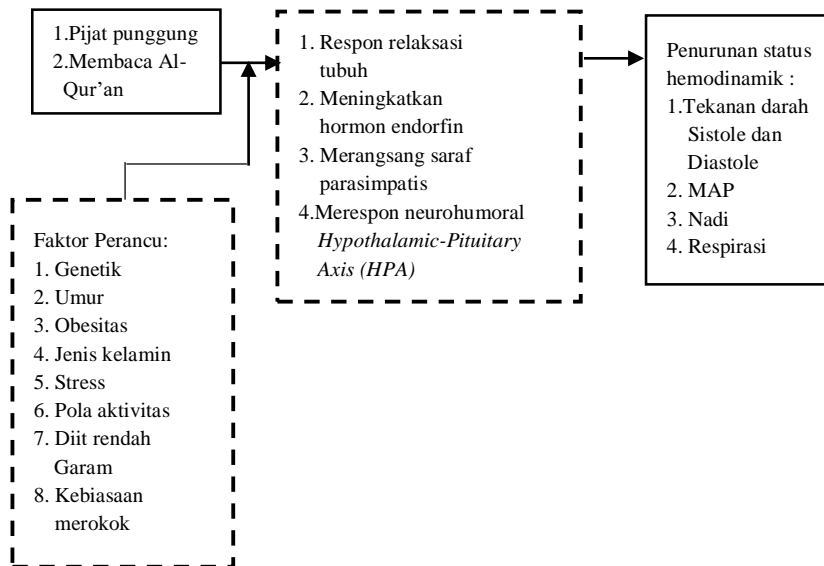 1.Pijat punggung
2.Membaca Al-
Qur’an
1. Respon relaksasi
tubuh
2. Meningkatkan
hormon endorfin
3. Merangsang saraf
parasimpatis
4.Merespon neurohumoral
Hypothalamic-Pituitary
Axis (HPA)
Penurunan status
hemodinamik :
1.Tekanan darah
Sistole dan
Diastole
2. MAP
3. Nadi
4. Respirasi
Faktor Perancu:
1. Genetik
2. Umur
3. Obesitas
4. Jenis kelamin
5. Stress
6. Pola aktivitas
7. Diit rendah
Garam
8. Kebiasaan
merokok